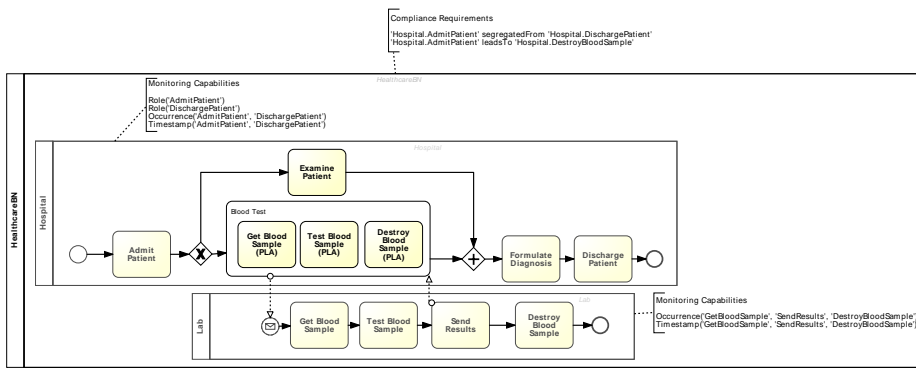 Compliance Requirements
'Hospital.AdmitPatient' segregatedFrom 'Hospital.DischargePatient'
'Hospital.AdmitPatient' leadsTo 'Hospital.DestroyBloodSample'
HealthcareBN
HealthcareBN
Monitoring Capabilities
Role('AdmitPatient')
Role('DischargePatient')
Occurrence('AdmitPatient', 'DischargePatient')
Timestamp('AdmitPatient', 'DischargePatient')
Hospital
Hospital
Examine
Patient
Blood Test
Get Blood
Sample
(PLA)
Test Blood
Sample
(PLA)
Destroy
Blood
Sample
(PLA)
Admit
Patient
X
Formulate
Diagnosis
Discharge
Patient
Lab
Lab
Get Blood
Sample
Test Blood
Sample
Send
Results
Destroy
Blood
Sample
Monitoring Capabilities
Occurrence('GetBloodSample', 'SendResults', 'DestroyBloodSample')
Timestamp('GetBloodSample', 'SendResults', 'DestroyBloodSample')